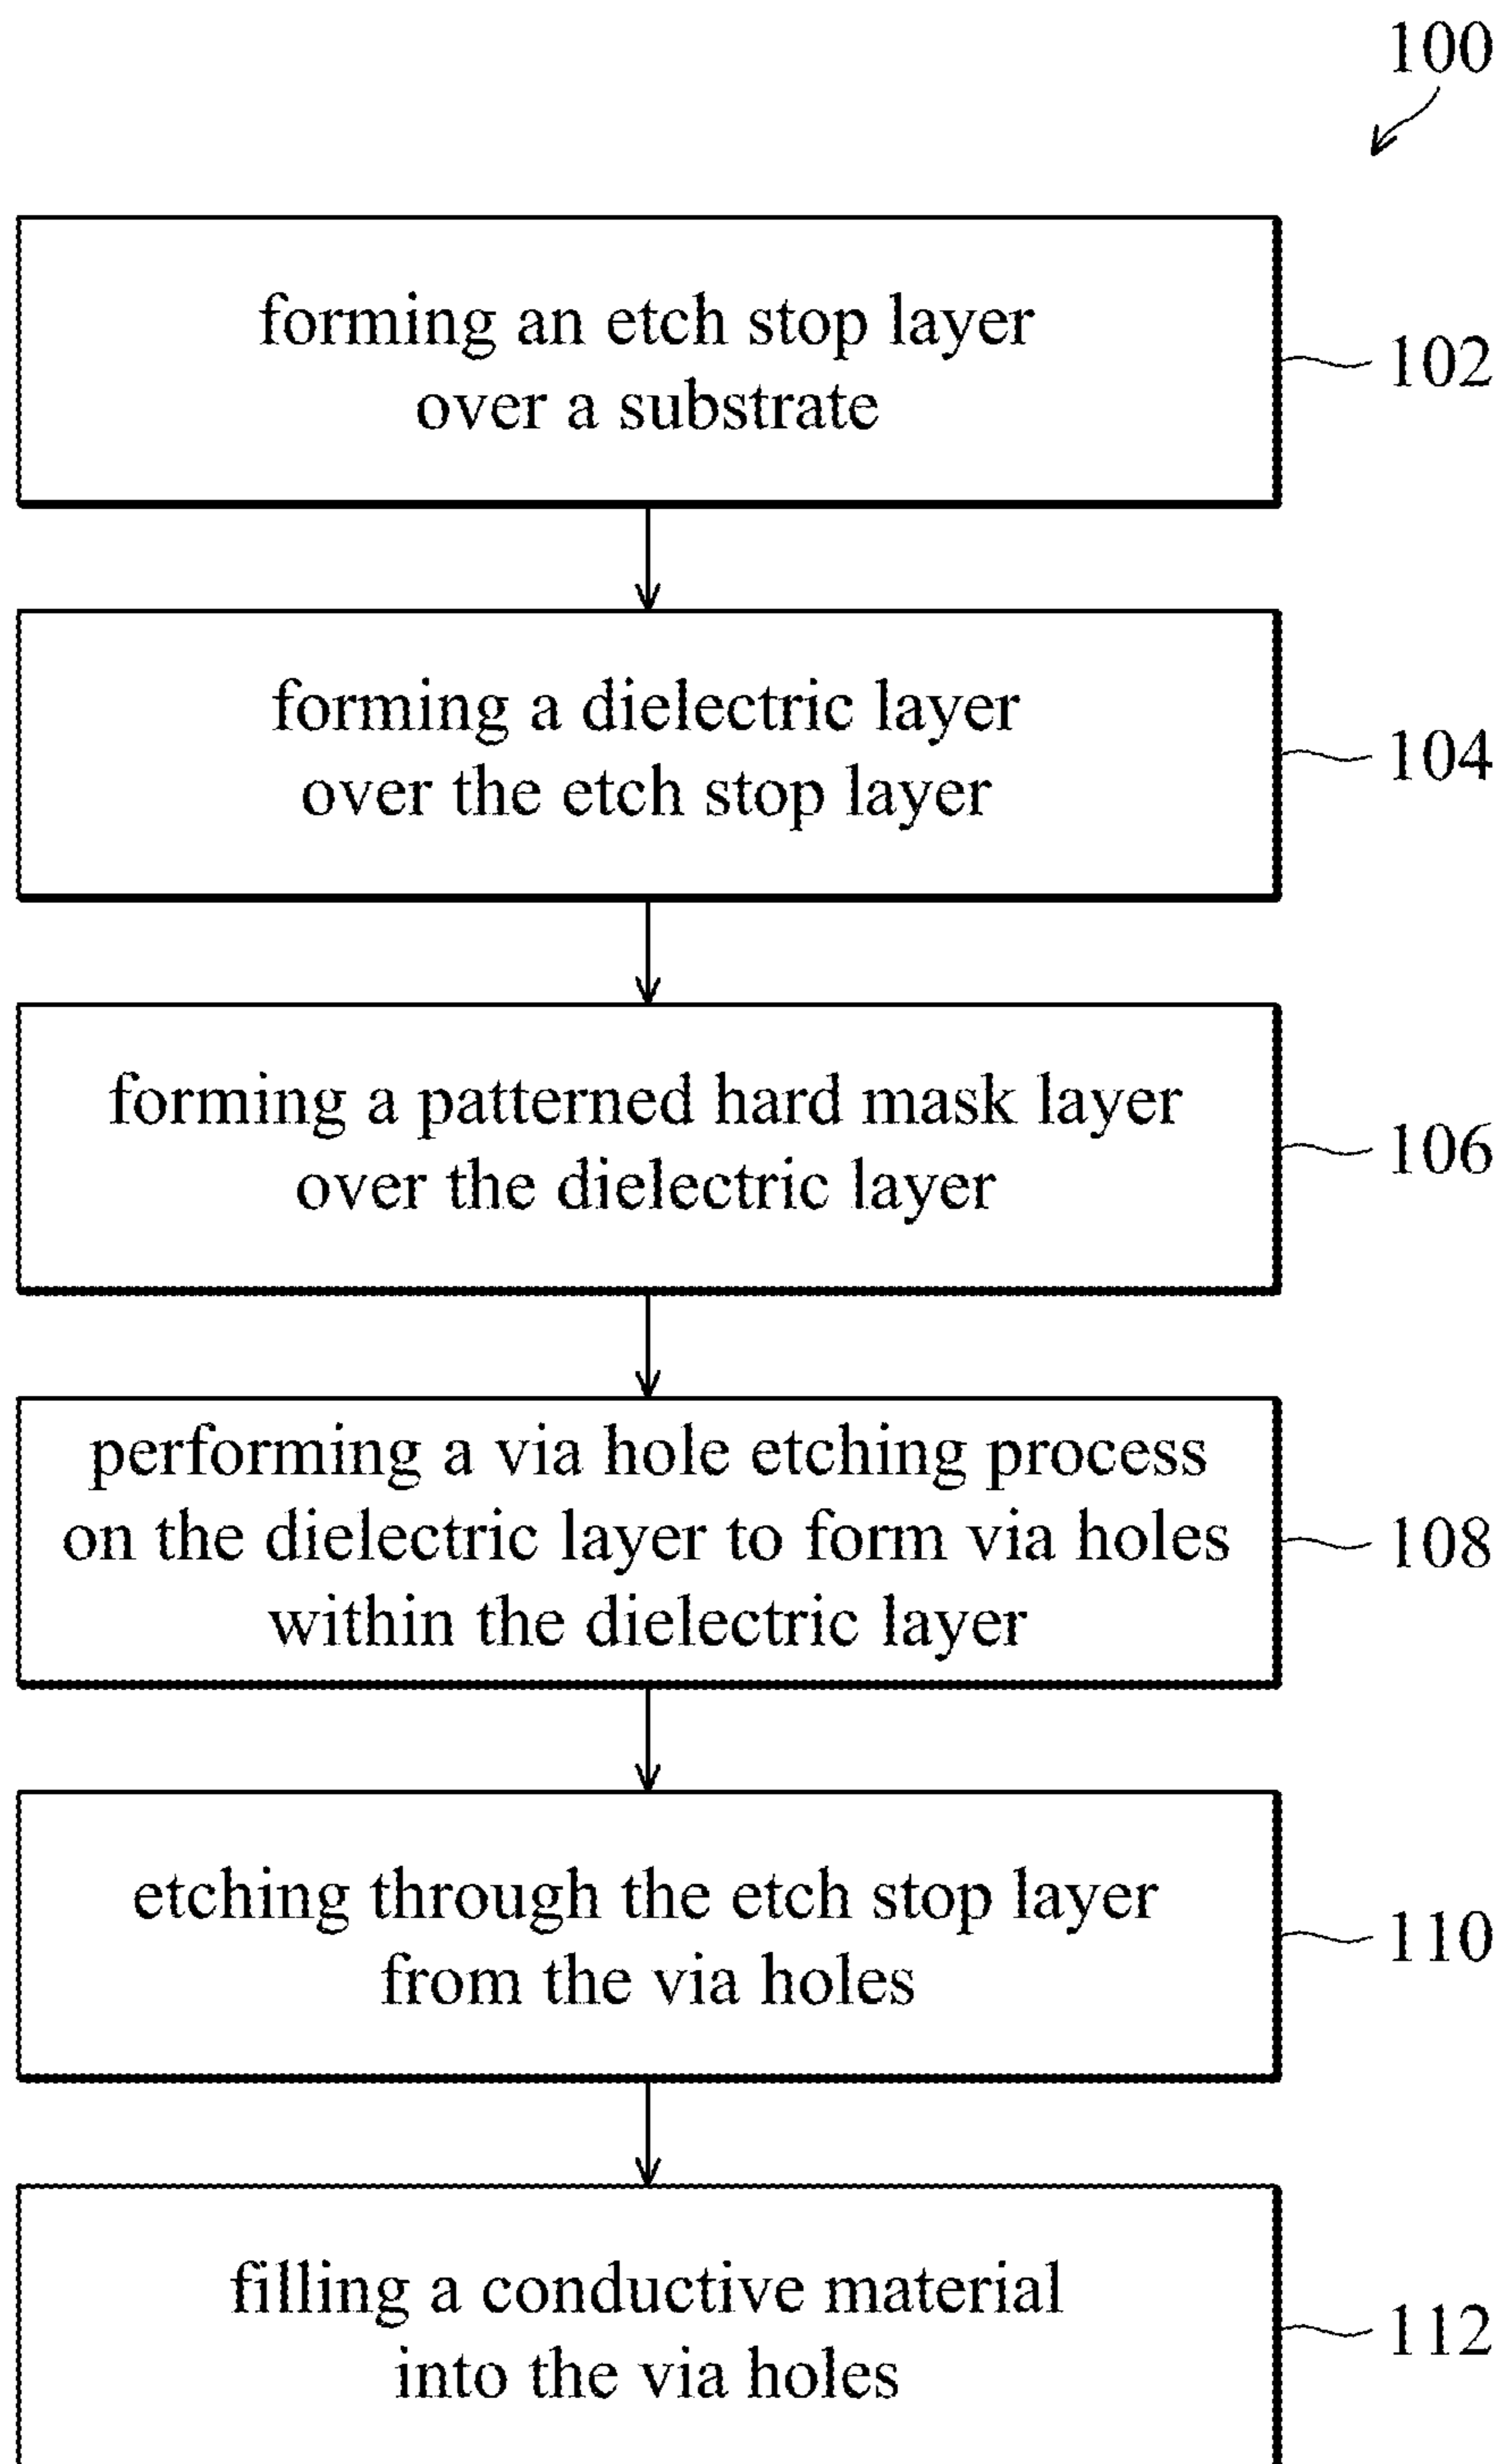 100
forming an etch stop layer
over a substrate
102
forming a dielectric layer
over the etch stop layer
104
forming a patterned hard mask layer
over the dielectric layer
106
performing a via hole etching process
on the dielectric layer to form via holes
within the dielectric layer
108
etching through the etch stop layer
from the via holes
110
filling a conductive material
into the via holes
112